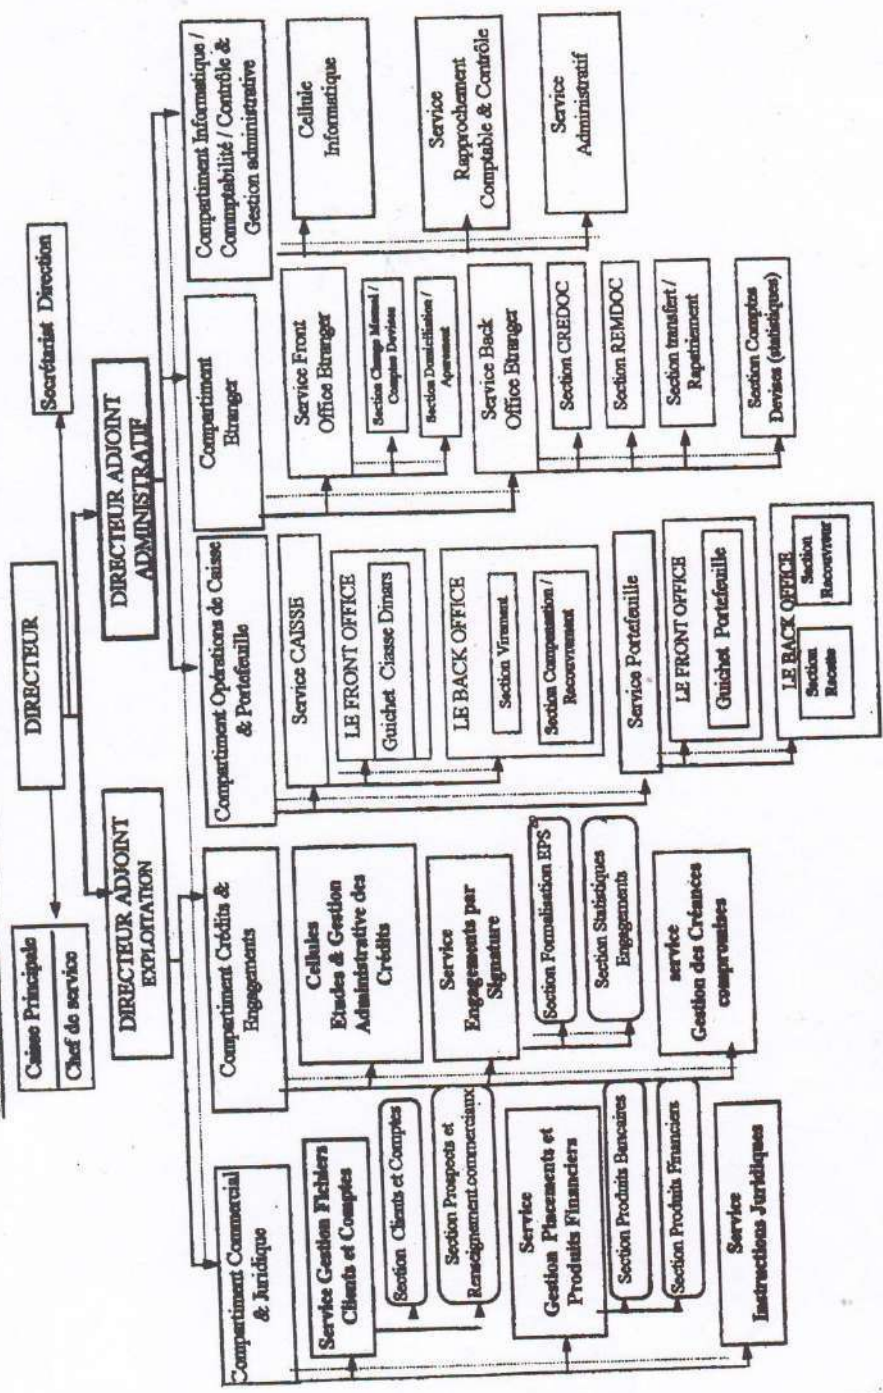 DIRECTEUR
Secrétariat Direction
Caisse Principale
Chef de service
DIRECTEUR ADJOINT
EXPLOITATION
DIRECTEUR ADJOINT
ADMINISTRATIF
Compartiment Commercial
& Juridique
Service Gestion Fichiers
Clients et Comptes
Section Clients et Comptes
Section Prospects et
Renseignement commerciaux
Service
Gestion Placements et
Produits Financiers
Section Produits Bancaires
Section Produits Financiers
Service
Instructions Juridiques
Compartiment Crédits &
Engagements
Cellules
Etudes & Gestion
Administrative des
Crédits
Service
Engagements par
Signature
Section Formalisation EPS
Section Statistiques
Engagements
service
Gestion des Créances
compromises
Compartiment Opérations de Caisse
& Portefeuille
Service CAISSE
LE FRONT OFFICE
Guichet Ciasse Dinars
LE BACK OFFICE
Section Virement
Section Compensation /
Recouvrement
Service Portefeuille
LE FRONT OFFICE
Guichet Portefeuille
LE BACK OFFICE
Section
Recette
Section
Recouvreur
Compartiment
Etranger
Service Front
Office Etranger
Section Change Manuel /
Comptes Devises
Section Domiciliation /
Apurement
Service Back
Office Etranger
Section CREDOC
Section REMDOC
Section transfert /
Rapatriement
Section Comptes
Devises (statistiques)
Compartiment Informatique /
Commptabilité / Contrôle &
Gestion administrative
Cellule
Informatique
Service
Rapprochement
Comptable & Contrôle
Service
Administratif